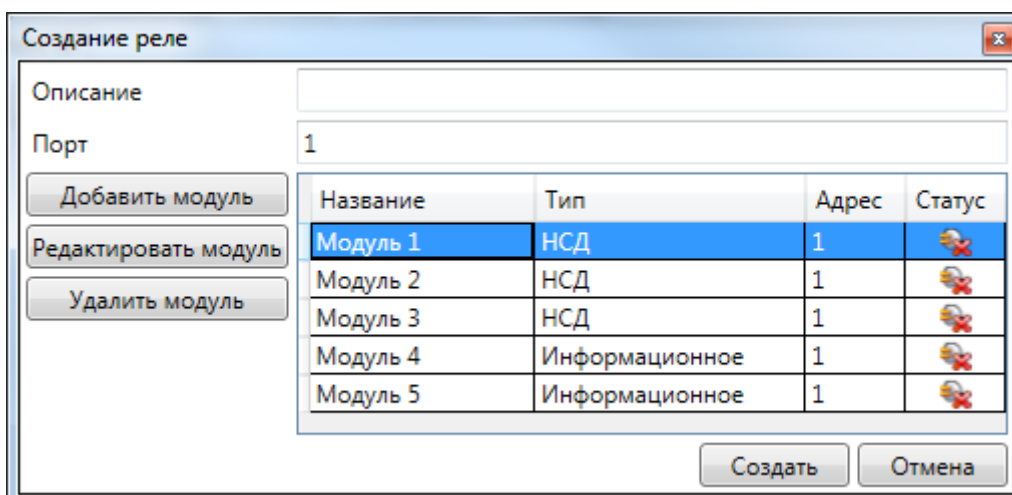 Создание реле
Описание
Порт 1
Добавить модуль
Редактировать модуль
Удалить модуль
Название Тип Адрес Статус
Модуль 1 НСД 1
Модуль 2 НСД 1
Модуль 3 НСД 1
Модуль 4 Информационное 1
Модуль 5 Информационное 1
Создать Отмена